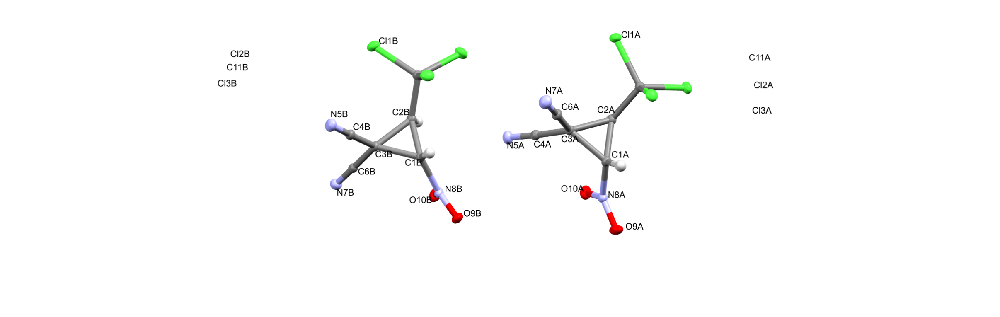 Cl1A
Cl1B
Cl2B
C11A
C11B
Cl3B
Cl2A
N7A
C6A
C2A
Cl3A
C2B
N5B
C4B
C3A
C4A
N5A
C3B
C1A
C1B
C6B
O10A
N8B
N7B
N8A
O10B
O9B
O9A